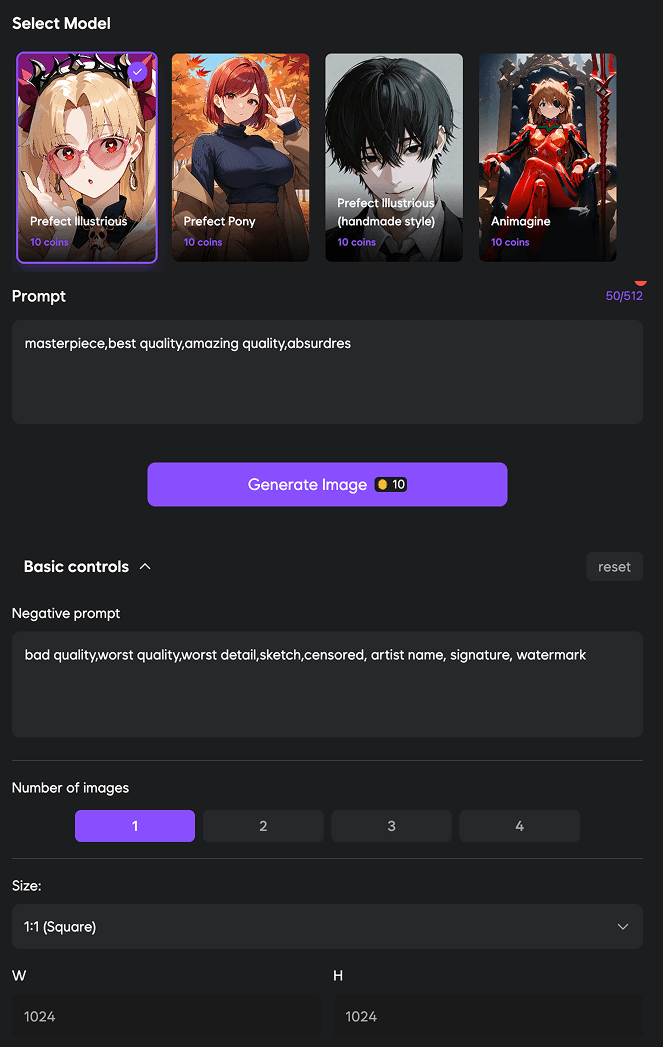 Select Model
Prefect Illustrious
10 coins
Prefect Pony
10 coins
Prefect Illustrious
(handmade style)
10 coins
Animagine
10 coins
Prompt
50/512
masterpiece,best quality,amazing quality,absurdres
Generate Image 10
Basic controls
reset
Negative prompt
bad quality,worst quality,worst detail,sketch,censored, artist name, signature, watermark
Number of images
1 2 3 4
Size:
1:1 (Square)
W H
1024 1024